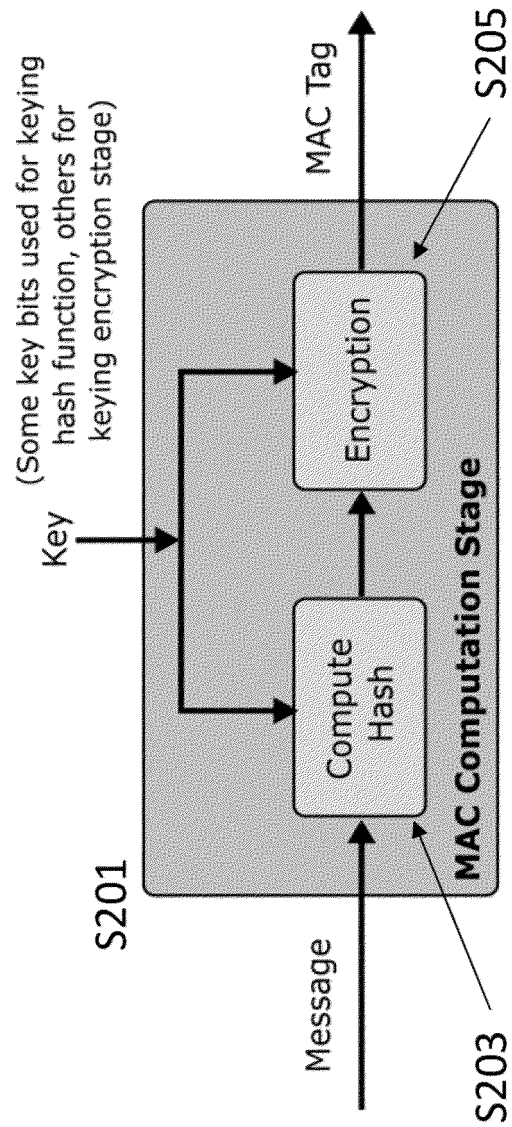 S201
Key
(Some key bits used for keying
hash function, others for
keying encryption stage)
Message
Compute
Hash
Encryption
MAC Tag
MAC Computation Stage
S203
S205